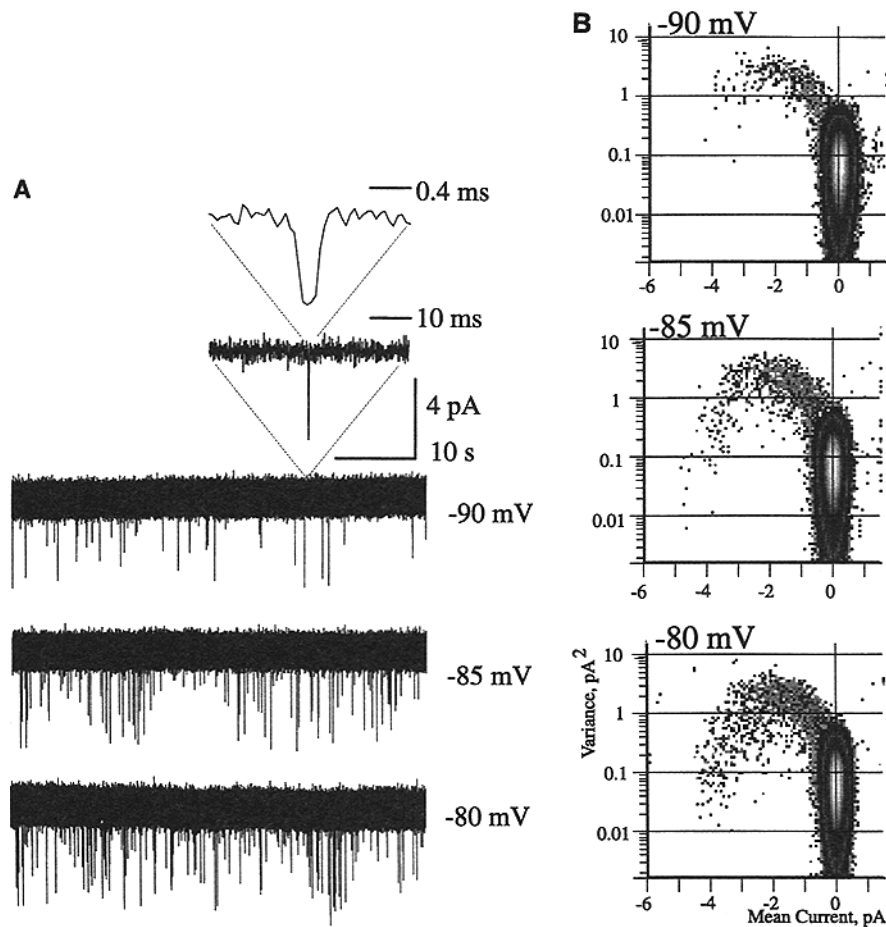 A
0.4 ms
10 ms
4 pA
10 s
-90 mV
-85 mV
-80 mV
B
-90 mV
10
1
0.1
0.01
-6 -4 -2 0
-85 mV
10
1
0.1
0.01
-6 -4 -2 0
-80 mV
10
1
0.1
0.01
Variance, pA²
-6 -4 -2 0
Mean Current, pA